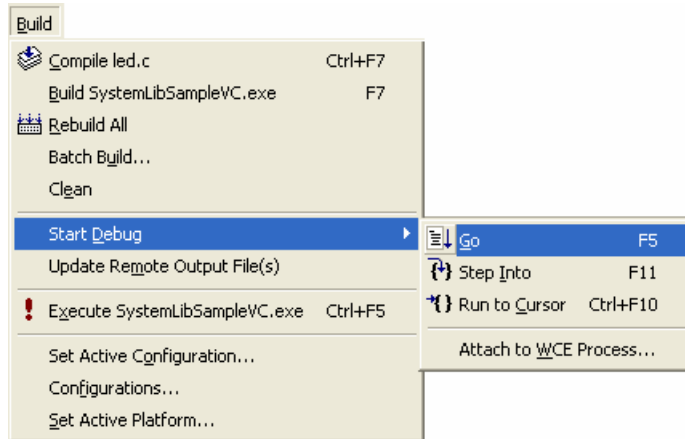 Build
Compile led.c Ctrl+F7
Build SystemLibSampleVC.exe F7
Rebuild All
Batch Build...
Clean
Start Debug
Update Remote Output File(s)
Execute SystemLibSampleVC.exe Ctrl+F5
Set Active Configuration...
Configurations...
Set Active Platform...
Go F5
Step Into F11
Run to Cursor Ctrl+F10
Attach to WCE Process...